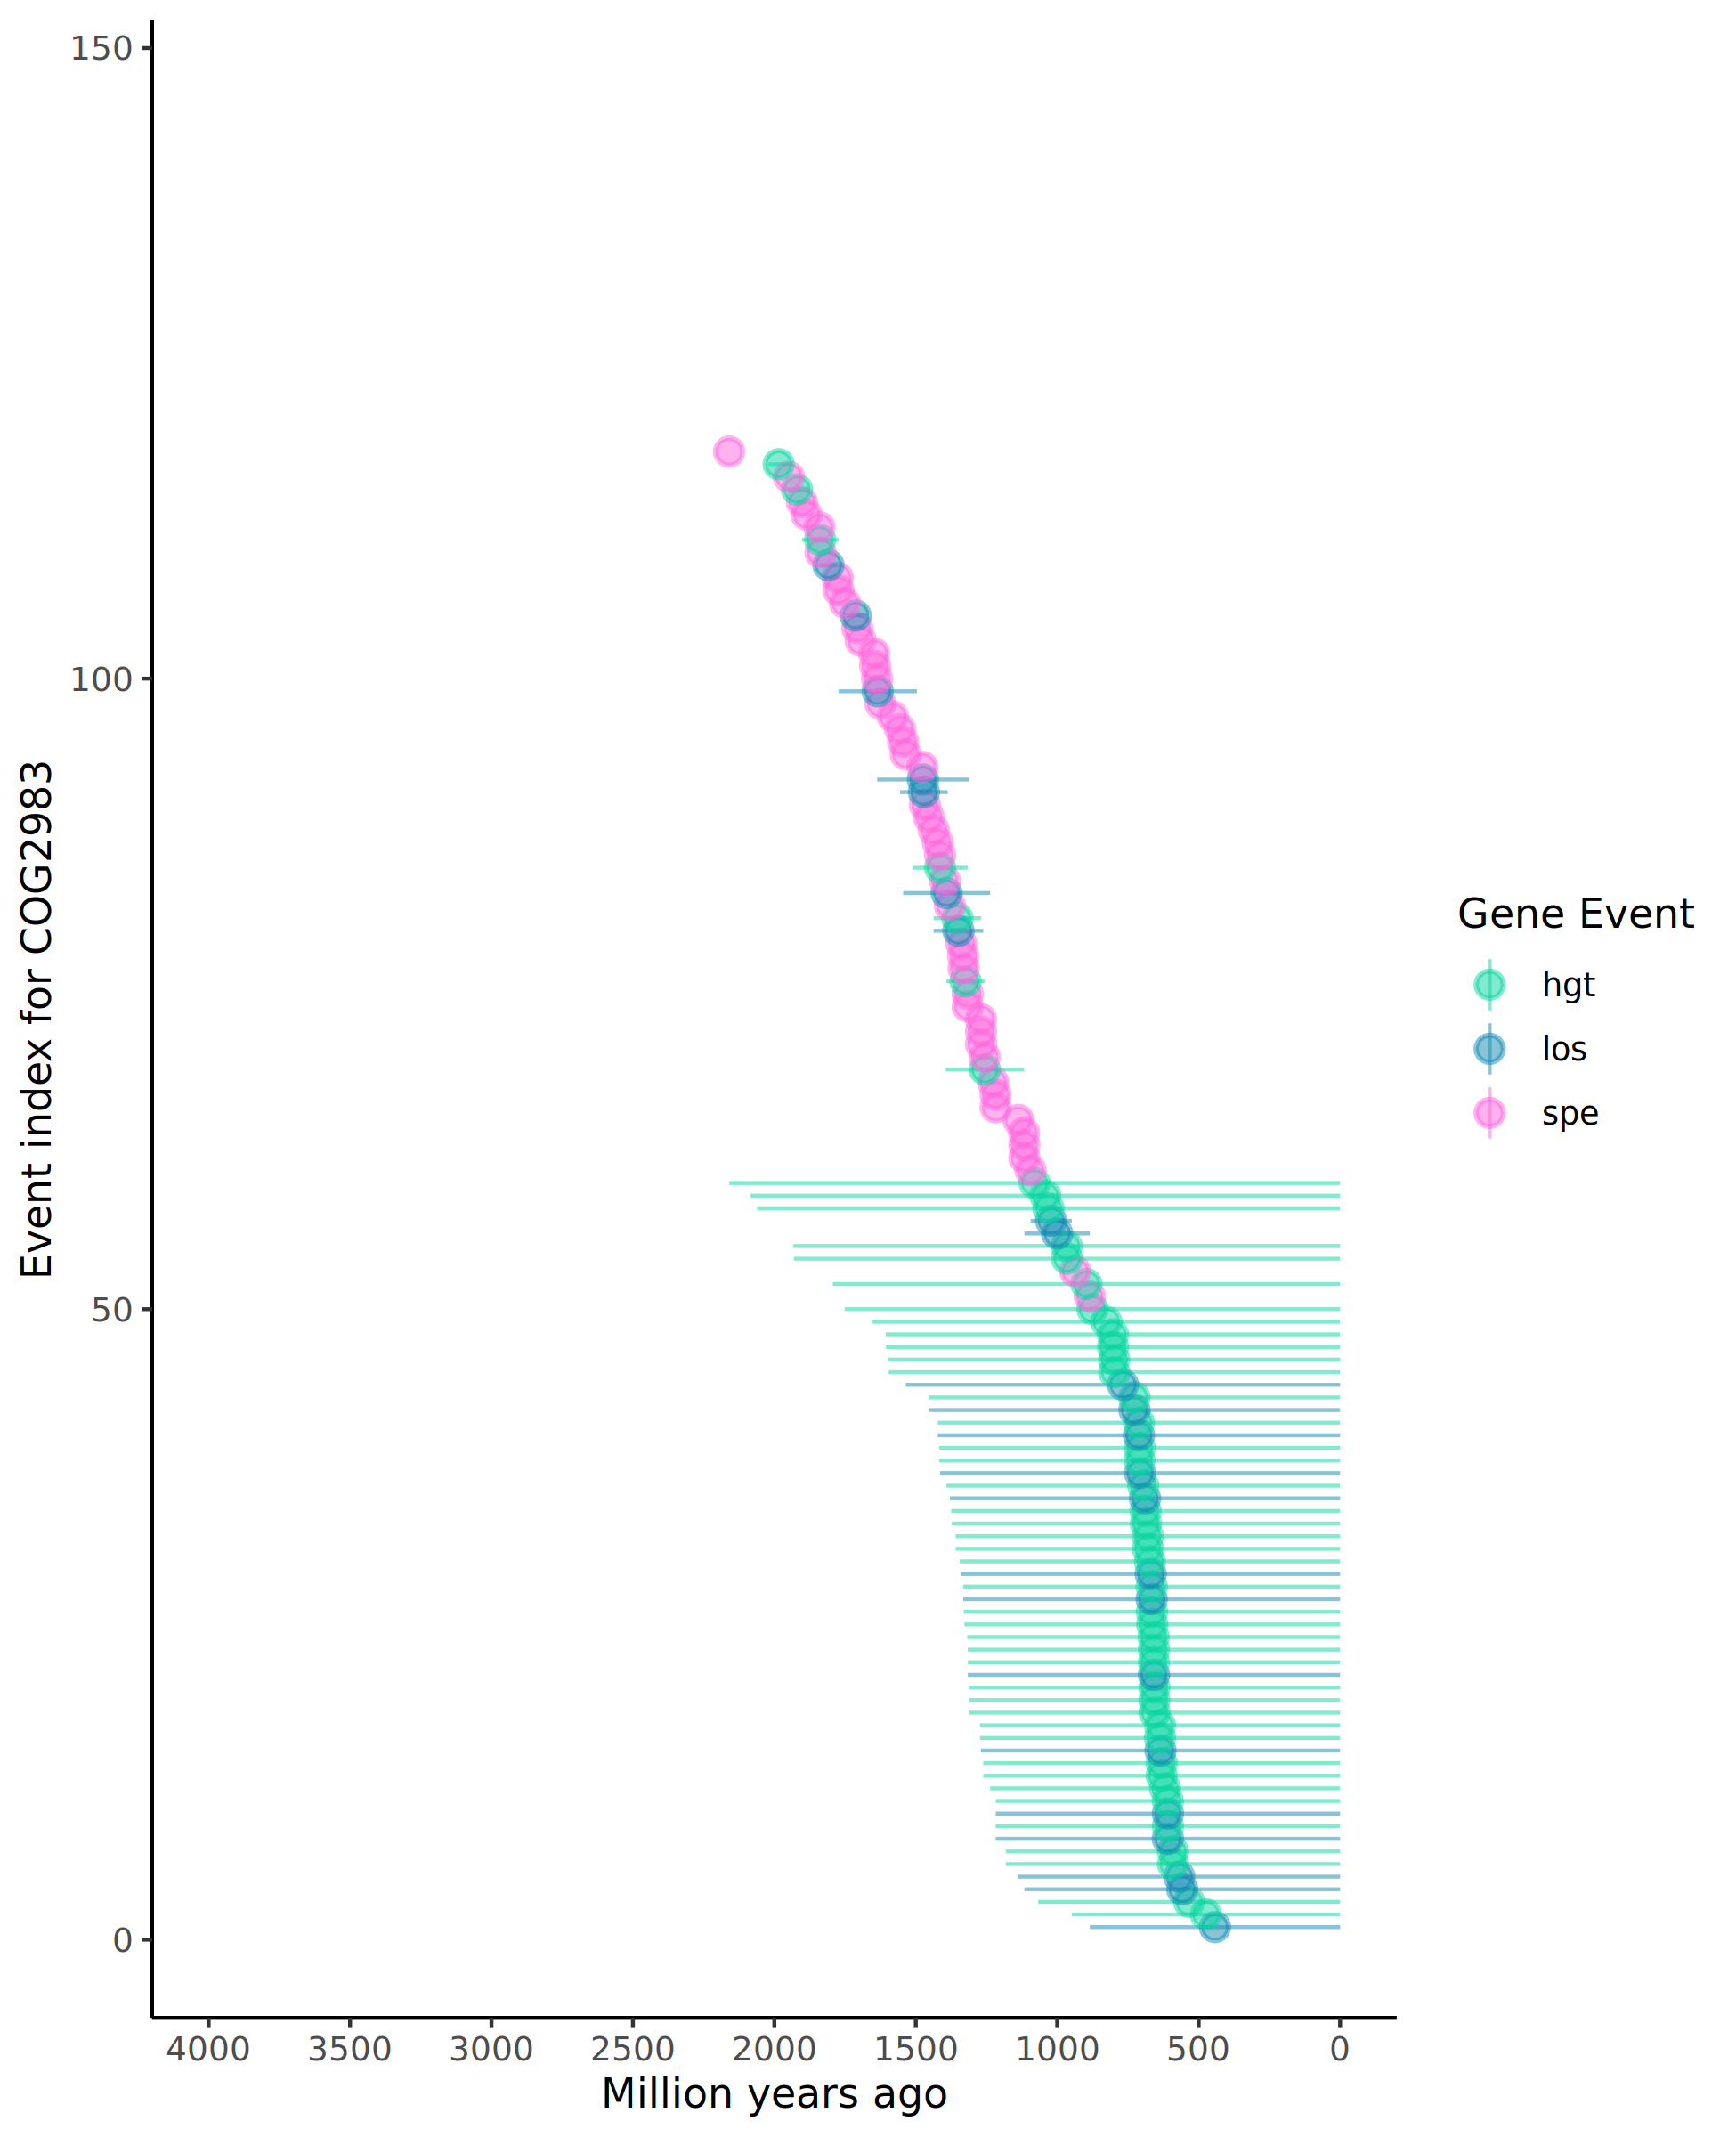 150
100
50
0
Event index for COG2983
4000 3500 3000 2500 2000 1500 1000 500 0
Million years ago
Gene Event
hgt
los
spe